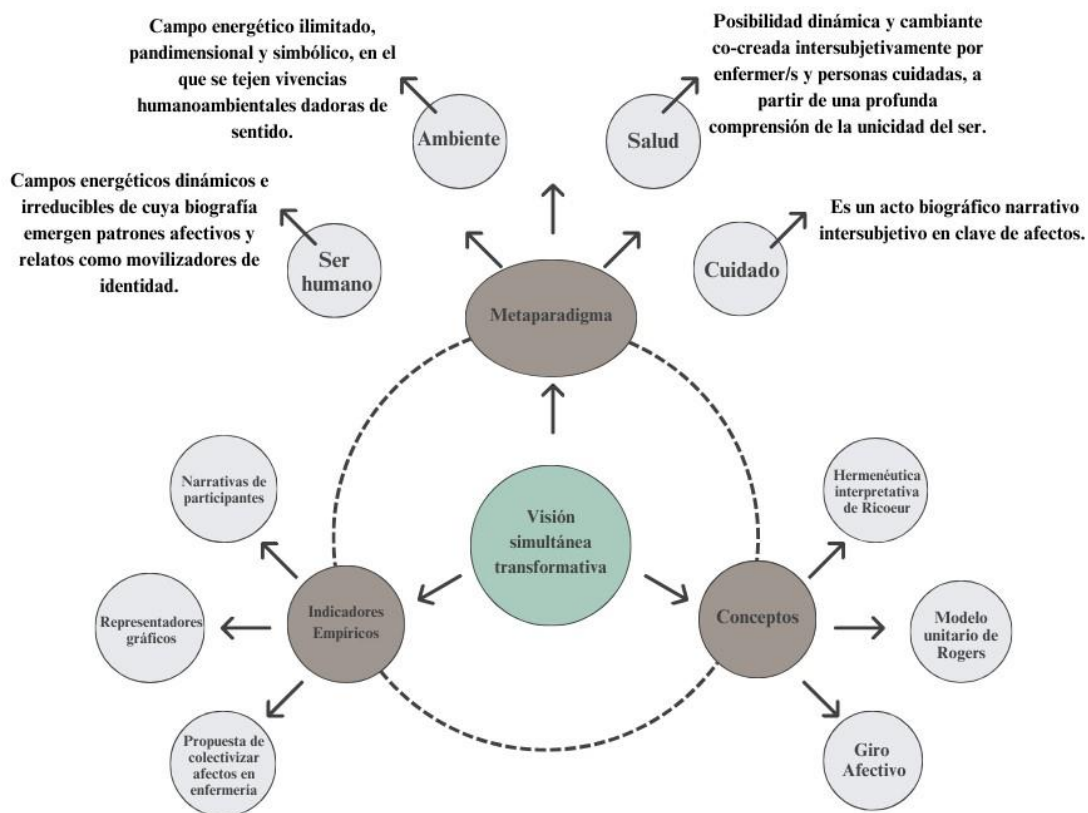 Campo energético ilimitado,
pandimensional y simbólico, en el
que se tejen vivencias
humanoambientales dadoras de
sentido.
Posibilidad dinámica y cambiante
co-creada intersubjetivamente por
enfermer/s y personas cuidadas, a
partir de una profunda
comprensión de la unicidad del ser.
Ambiente
Salud
Campos energéticos dinámicos e
irreducibles de cuya biografía
emergen patrones afectivos y
relatos como movilizadores de
identidad.
Es un acto biográfico narrativo
intersubjetivo en clave de afectos.
Ser
humano
Cuidado
Metaparadigma
Narrativas de
participantes
Hermenéutica
interpretativa
de Ricoeur
Visión
simultánea
transformativa
Representadores
gráficos
Indicadores
Empíricos
Conceptos
Modelo
unitario de
Rogers
Propuesta de
colectivizar
afectos en
enfermería
Giro
Afectivo